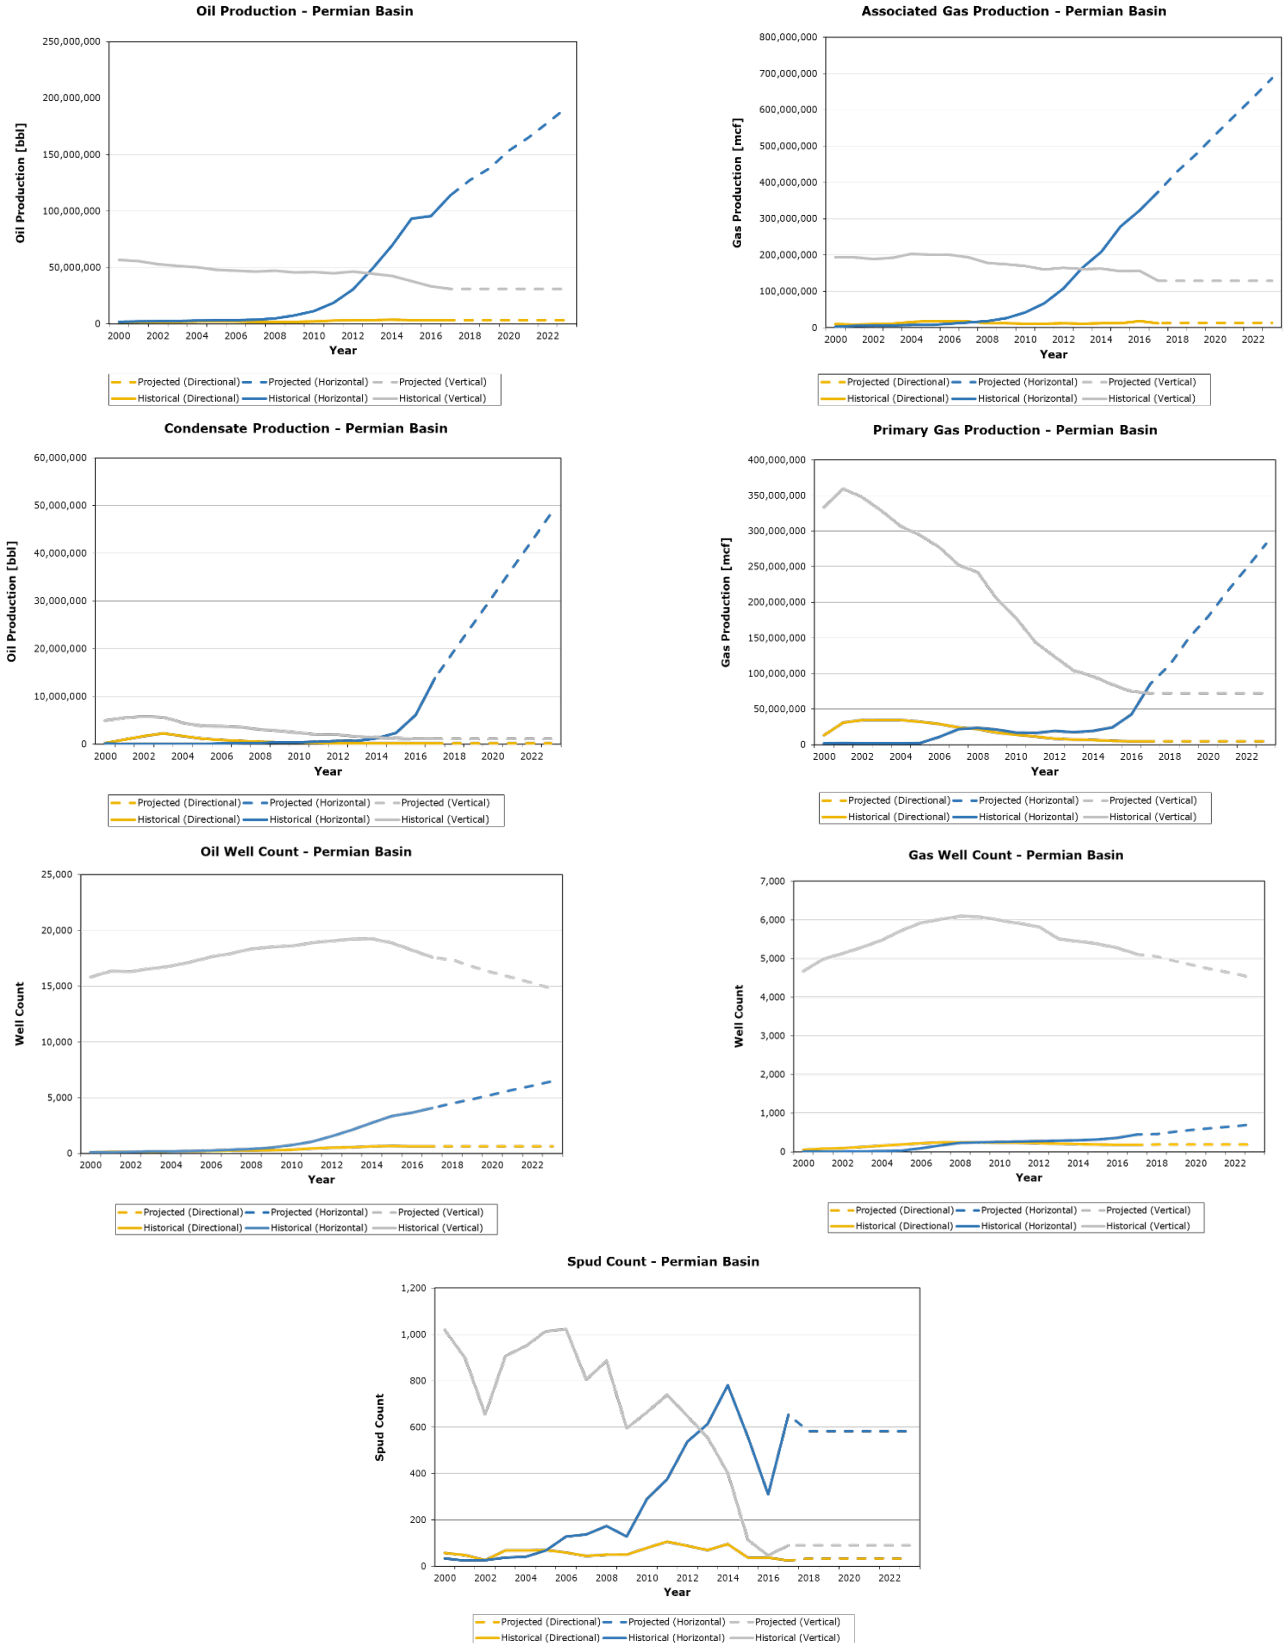 Oil Production - Permian Basin
250,000,000
200,000,000
150,000,000
100,000,000
50,000,000
0
Oil Production [bbl]
2000 2002 2004 2006 2008 2010 2012 2014 2016 2018 2020 2022
Year
Projected (Directional) Projected (Horizontal) Projected (Vertical)
Historical (Directional) Historical (Horizontal) Historical (Vertical)
Associated Gas Production - Permian Basin
800,000,000
700,000,000
600,000,000
500,000,000
400,000,000
300,000,000
200,000,000
100,000,000
0
Gas Production [mcf]
2000 2002 2004 2006 2008 2010 2012 2014 2016 2018 2020 2022
Year
Projected (Directional) Projected (Horizontal) Projected (Vertical)
Historical (Directional) Historical (Horizontal) Historical (Vertical)
Condensate Production - Permian Basin
60,000,000
50,000,000
40,000,000
30,000,000
20,000,000
10,000,000
0
Oil Production [bbl]
2000 2002 2004 2006 2008 2010 2012 2014 2016 2018 2020 2022
Year
Projected (Directional) Projected (Horizontal) Projected (Vertical)
Historical (Directional) Historical (Horizontal) Historical (Vertical)
Primary Gas Production - Permian Basin
400,000,000
350,000,000
300,000,000
250,000,000
200,000,000
150,000,000
100,000,000
50,000,000
0
Gas Production [mcf]
2000 2002 2004 2006 2008 2010 2012 2014 2016 2018 2020 2022
Year
Projected (Directional) Projected (Horizontal) Projected (Vertical)
Historical (Directional) Historical (Horizontal) Historical (Vertical)
Oil Well Count - Permian Basin
25,000
20,000
15,000
10,000
5,000
0
Well Count
2000 2002 2004 2006 2008 2010 2012 2014 2016 2018 2020 2022
Year
Projected (Directional) Projected (Horizontal) Projected (Vertical)
Historical (Directional) Historical (Horizontal) Historical (Vertical)
Gas Well Count - Permian Basin
7,000
6,000
5,000
4,000
3,000
2,000
1,000
0
Well Count
2000 2002 2004 2006 2008 2010 2012 2014 2016 2018 2020 2022
Year
Projected (Directional) Projected (Horizontal) Projected (Vertical)
Historical (Directional) Historical (Horizontal) Historical (Vertical)
Spud Count - Permian Basin
1,200
1,000
800
600
400
200
0
Spud Count
2000 2002 2004 2006 2008 2010 2012 2014 2016 2018 2020 2022
Year
Projected (Directional) Projected (Horizontal) Projected (Vertical)
Historical (Directional) Historical (Horizontal) Historical (Vertical)